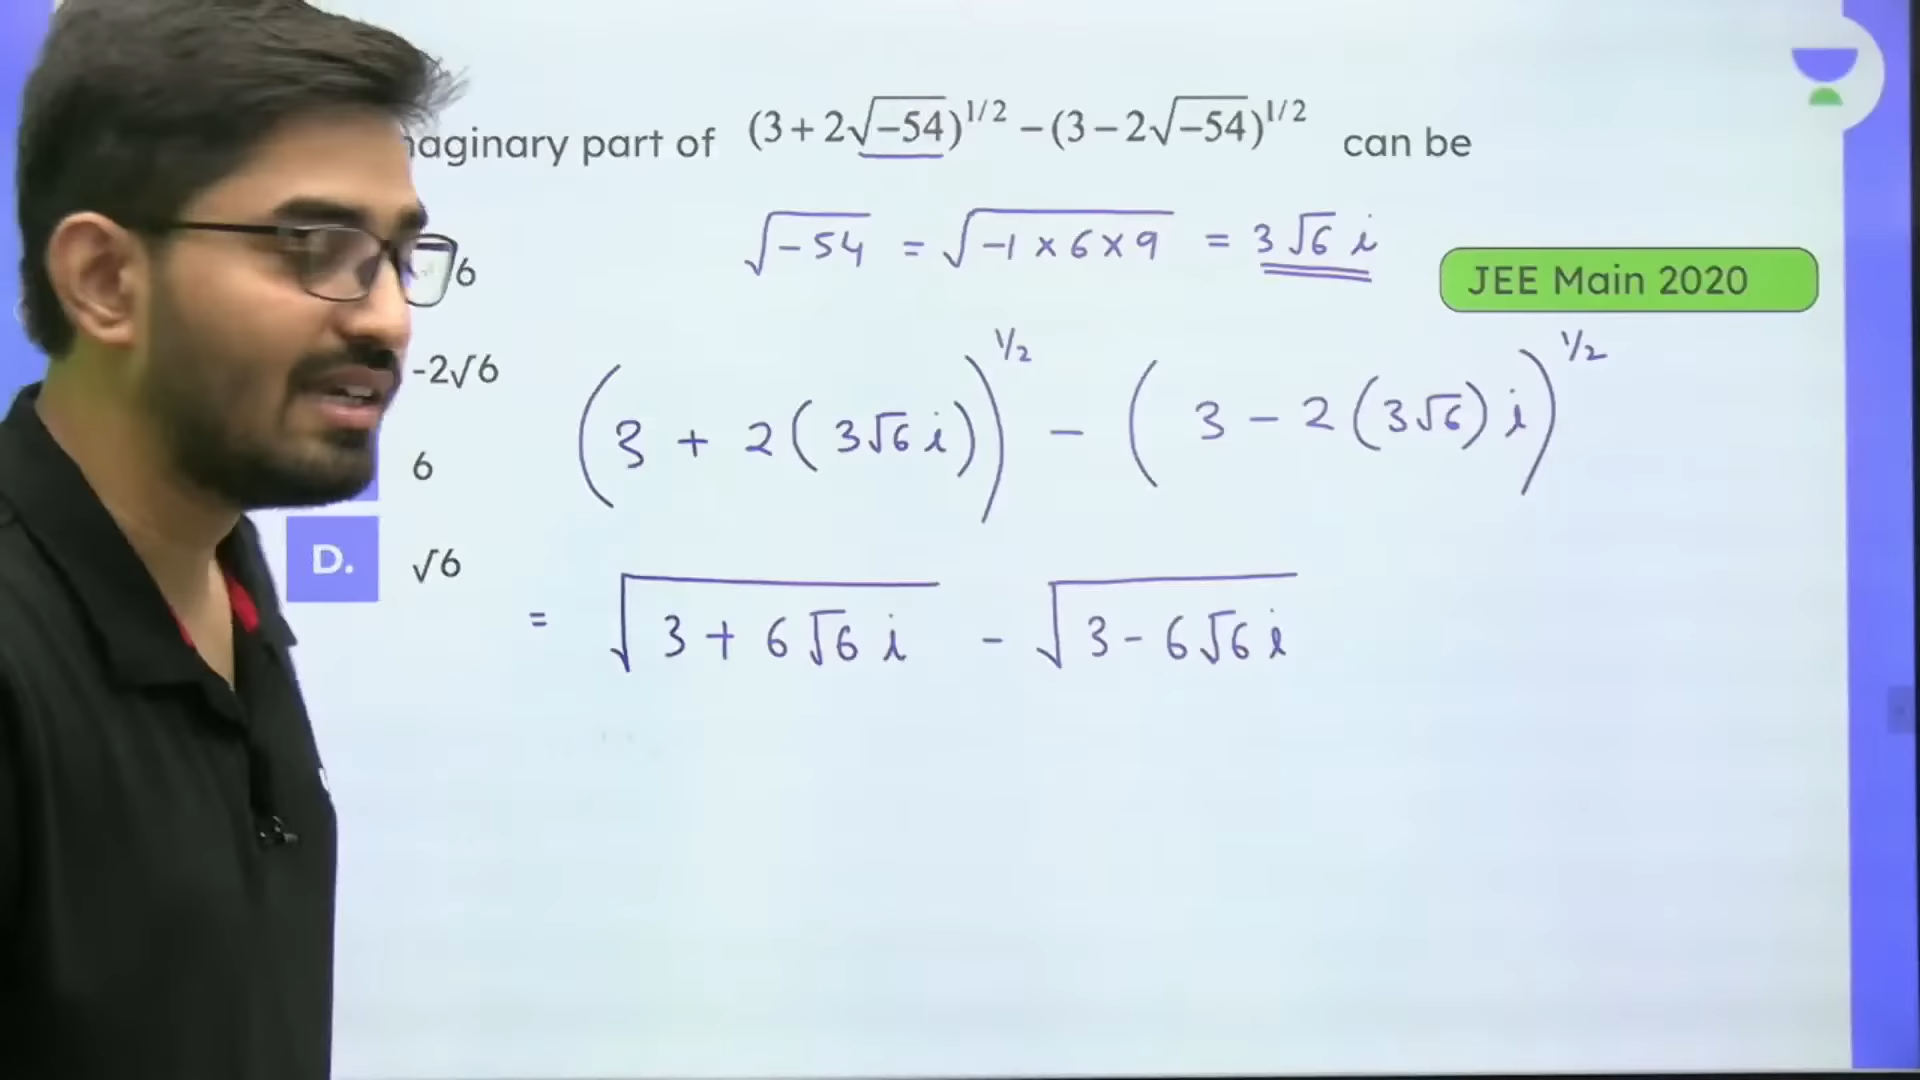 part of (3+2√-54)^1/2 -(3-2√-54)^1/2 can be
√-54 = √-1×6×9 = 3√6 i
6
JEE Main 2020
-2√6
(3 + 2(3√6 i))^1/2 - (3 - 2(3√6) i)^1/2
6
D. √6
= √3+6√6 i - √3-6√6 i